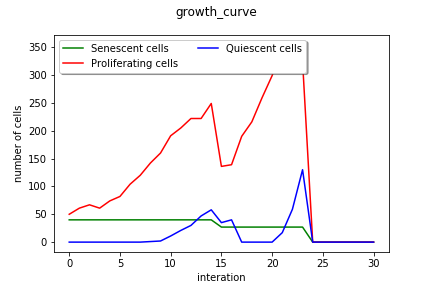 growth_curve
Senescent cells
Proliferating cells
Quiescent cells
number of cells
350
300
250
200
150
100
50
0
0 5 10 15 20 25 30
interation